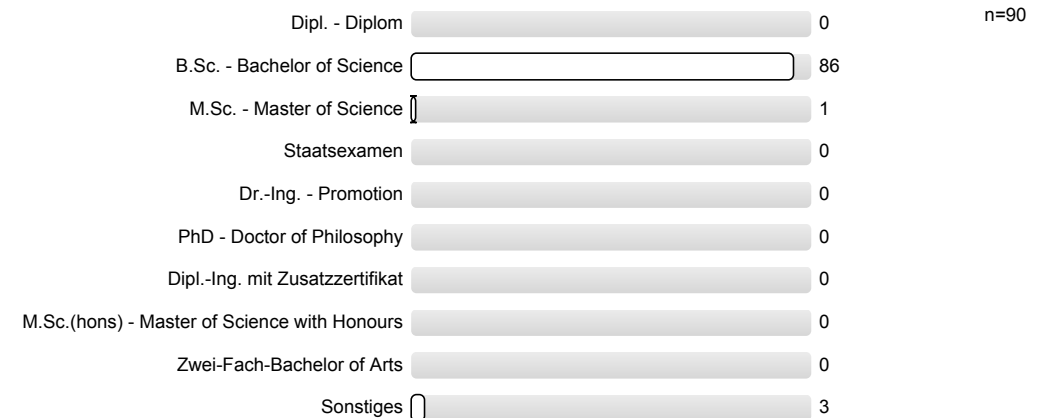 Dipl. - Diplom 0 n=90
B.Sc. - Bachelor of Science 86
M.Sc. - Master of Science 1
Staatsexamen 0
Dr.-Ing. - Promotion 0
PhD - Doctor of Philosophy 0
Dipl.-Ing. mit Zusatzzertifikat 0
M.Sc.(hons) - Master of Science with Honours 0
Zwei-Fach-Bachelor of Arts 0
Sonstiges 3